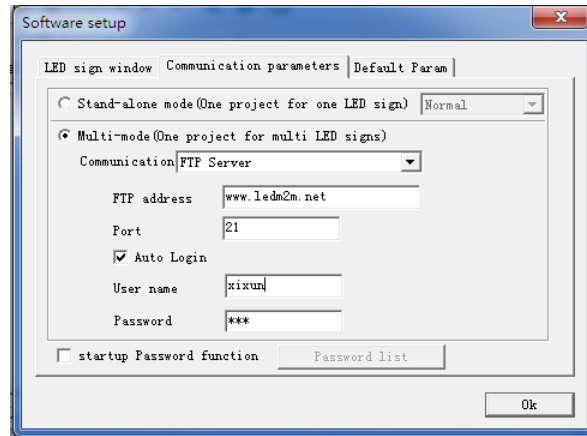 Software setup
LED sign window Communication parameters Default Param
Stand-alone mode(One project for one LED sign) Normal
Multi-mode(One project for multi LED signs)
Communication FTP Server
FTP address www.ledm2m.net
Port 21
Auto Login
User name xixun
Password ***
startup Password function Password list
Ok